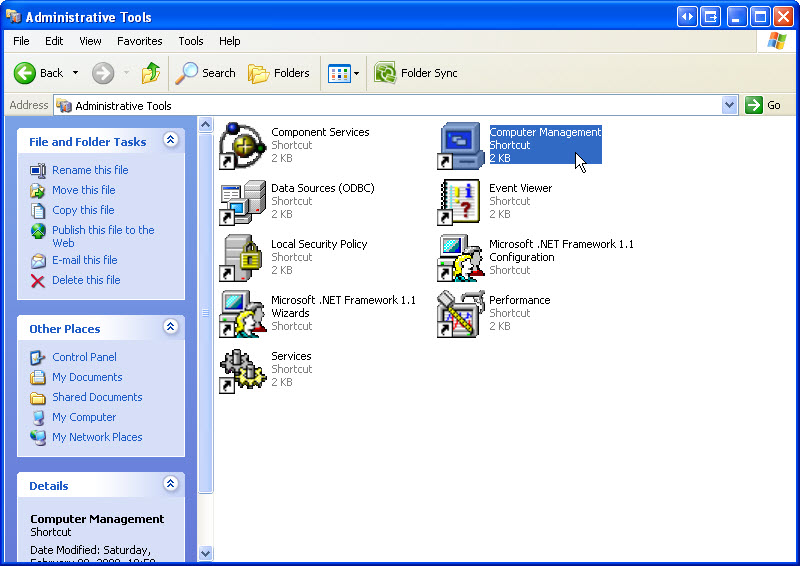 Administrative Tools
File Edit View Favorites Tools Help
Back Search Folders Folder Sync
Address Administrative Tools Go
File and Folder Tasks
Rename this file
Move this file
Copy this file
Publish this file to the
Web
E-mail this file
Delete this file
Other Places
Control Panel
My Documents
Shared Documents
My Computer
My Network Places
Details
Computer Management
Shortcut
Date Modified: Saturday,
Component Services
Shortcut
2 KB
Computer Management
Shortcut
2 KB
Data Sources (ODBC)
Shortcut
2 KB
Event Viewer
Shortcut
2 KB
Local Security Policy
Shortcut
2 KB
Microsoft .NET Framework 1.1
Configuration
Shortcut
Microsoft .NET Framework 1.1
Wizards
Shortcut
Performance
Shortcut
2 KB
Services
Shortcut
2 KB